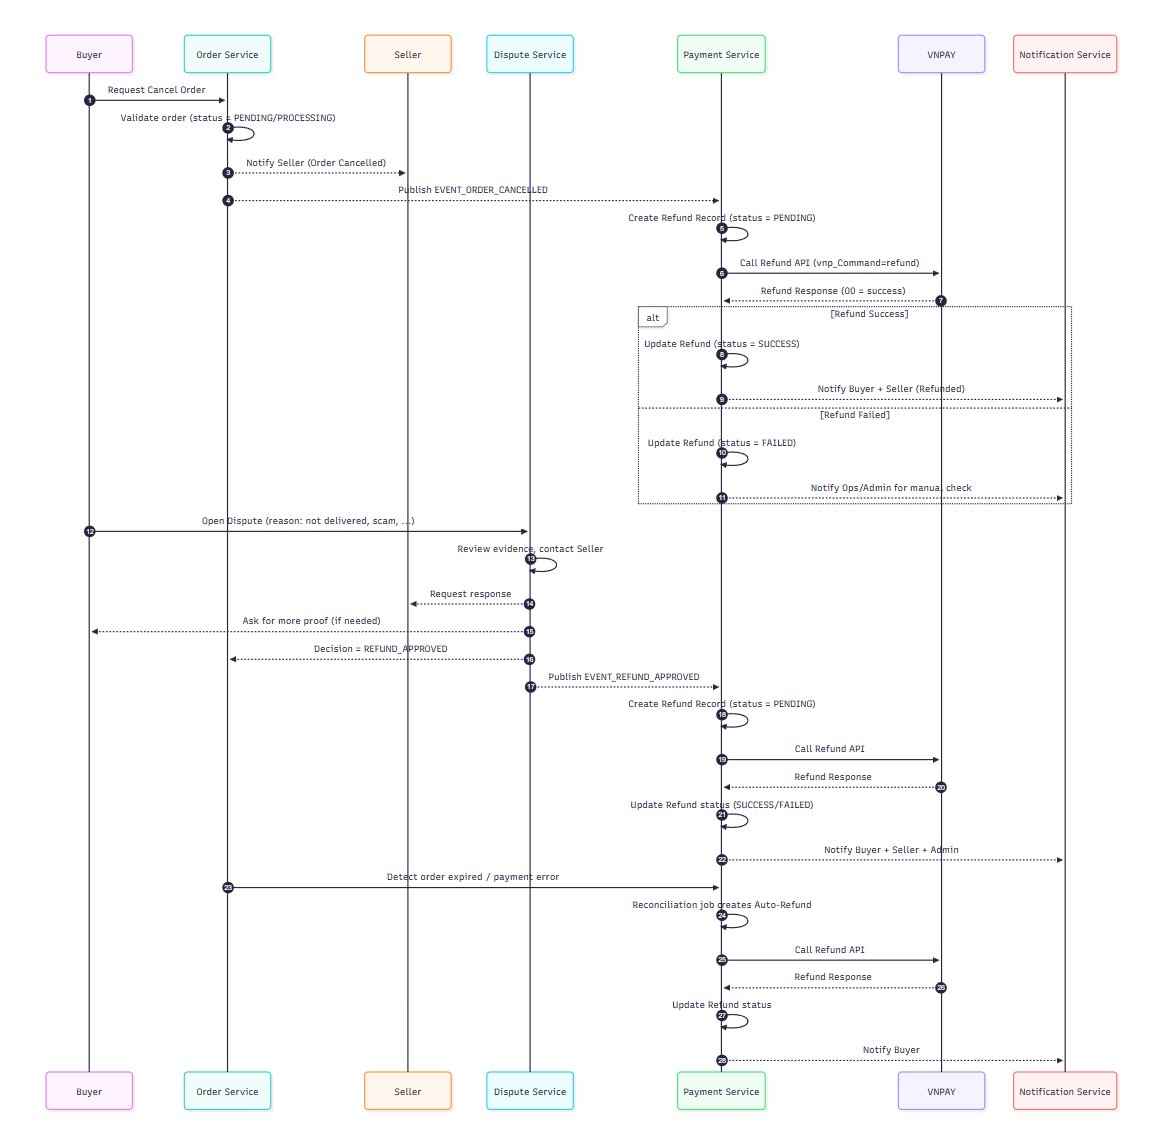 Buyer
Order Service
Seller
Dispute Service
Payment Service
VNPAY
Notification Service
Request Cancel Order
1
Validate order (status = PENDING/PROCESSING)
2
Notify Seller (Order Cancelled)
3
Publish EVENT_ORDER_CANCELLED
4
Create Refund Record (status = PENDING)
5
Call Refund API (vnp_Command=refund)
6
Refund Response (00 = success)
7
alt
[Refund Success]
Update Refund (status = SUCCESS)
8
Notify Buyer + Seller (Refunded)
9
[Refund Failed]
Update Refund (status = FAILED)
10
Notify Ops/Admin for manual check
11
Open Dispute (reason: not delivered, scam, ...)
12
Review evidence, contact Seller
13
Request response
14
Ask for more proof (if needed)
15
Decision = REFUND_APPROVED
16
Publish EVENT_REFUND_APPROVED
17
Create Refund Record (status = PENDING)
18
Call Refund API
19
Refund Response
20
Update Refund status (SUCCESS/FAILED)
21
Notify Buyer + Seller + Admin
22
Detect order expired / payment error
23
Reconciliation job creates Auto-Refund
24
Call Refund API
25
Refund Response
26
Update Refund status
27
Notify Buyer
28
Buyer
Order Service
Seller
Dispute Service
Payment Service
VNPAY
Notification Service